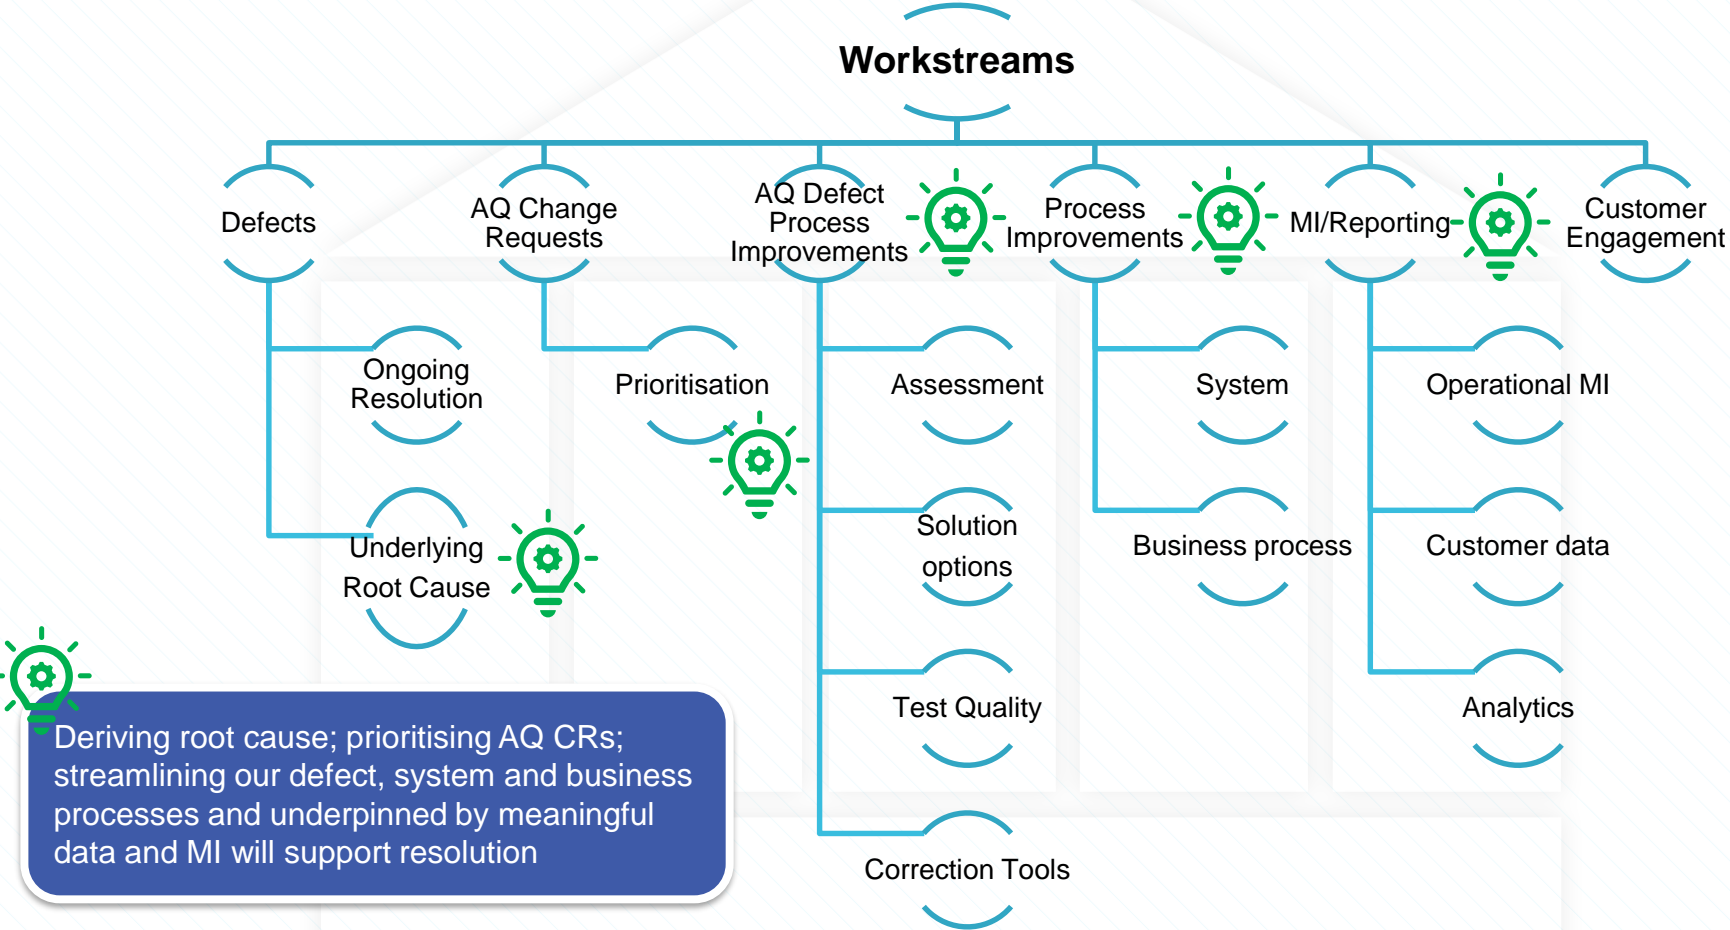 Workstreams
Defects
AQ Change
Requests
AQ Defect
Process
Improvements
Process
Improvements
MI/Reporting
Customer
Engagement
Ongoing
Resolution
Prioritisation
Assessment
System
Operational MI
Underlying
Root Cause
Solution
options
Business process
Customer data
Test Quality
Analytics
Correction Tools
Deriving root cause; prioritising AQ CRs;
streamlining our defect, system and business
processes and underpinned by meaningful
data and MI will support resolution